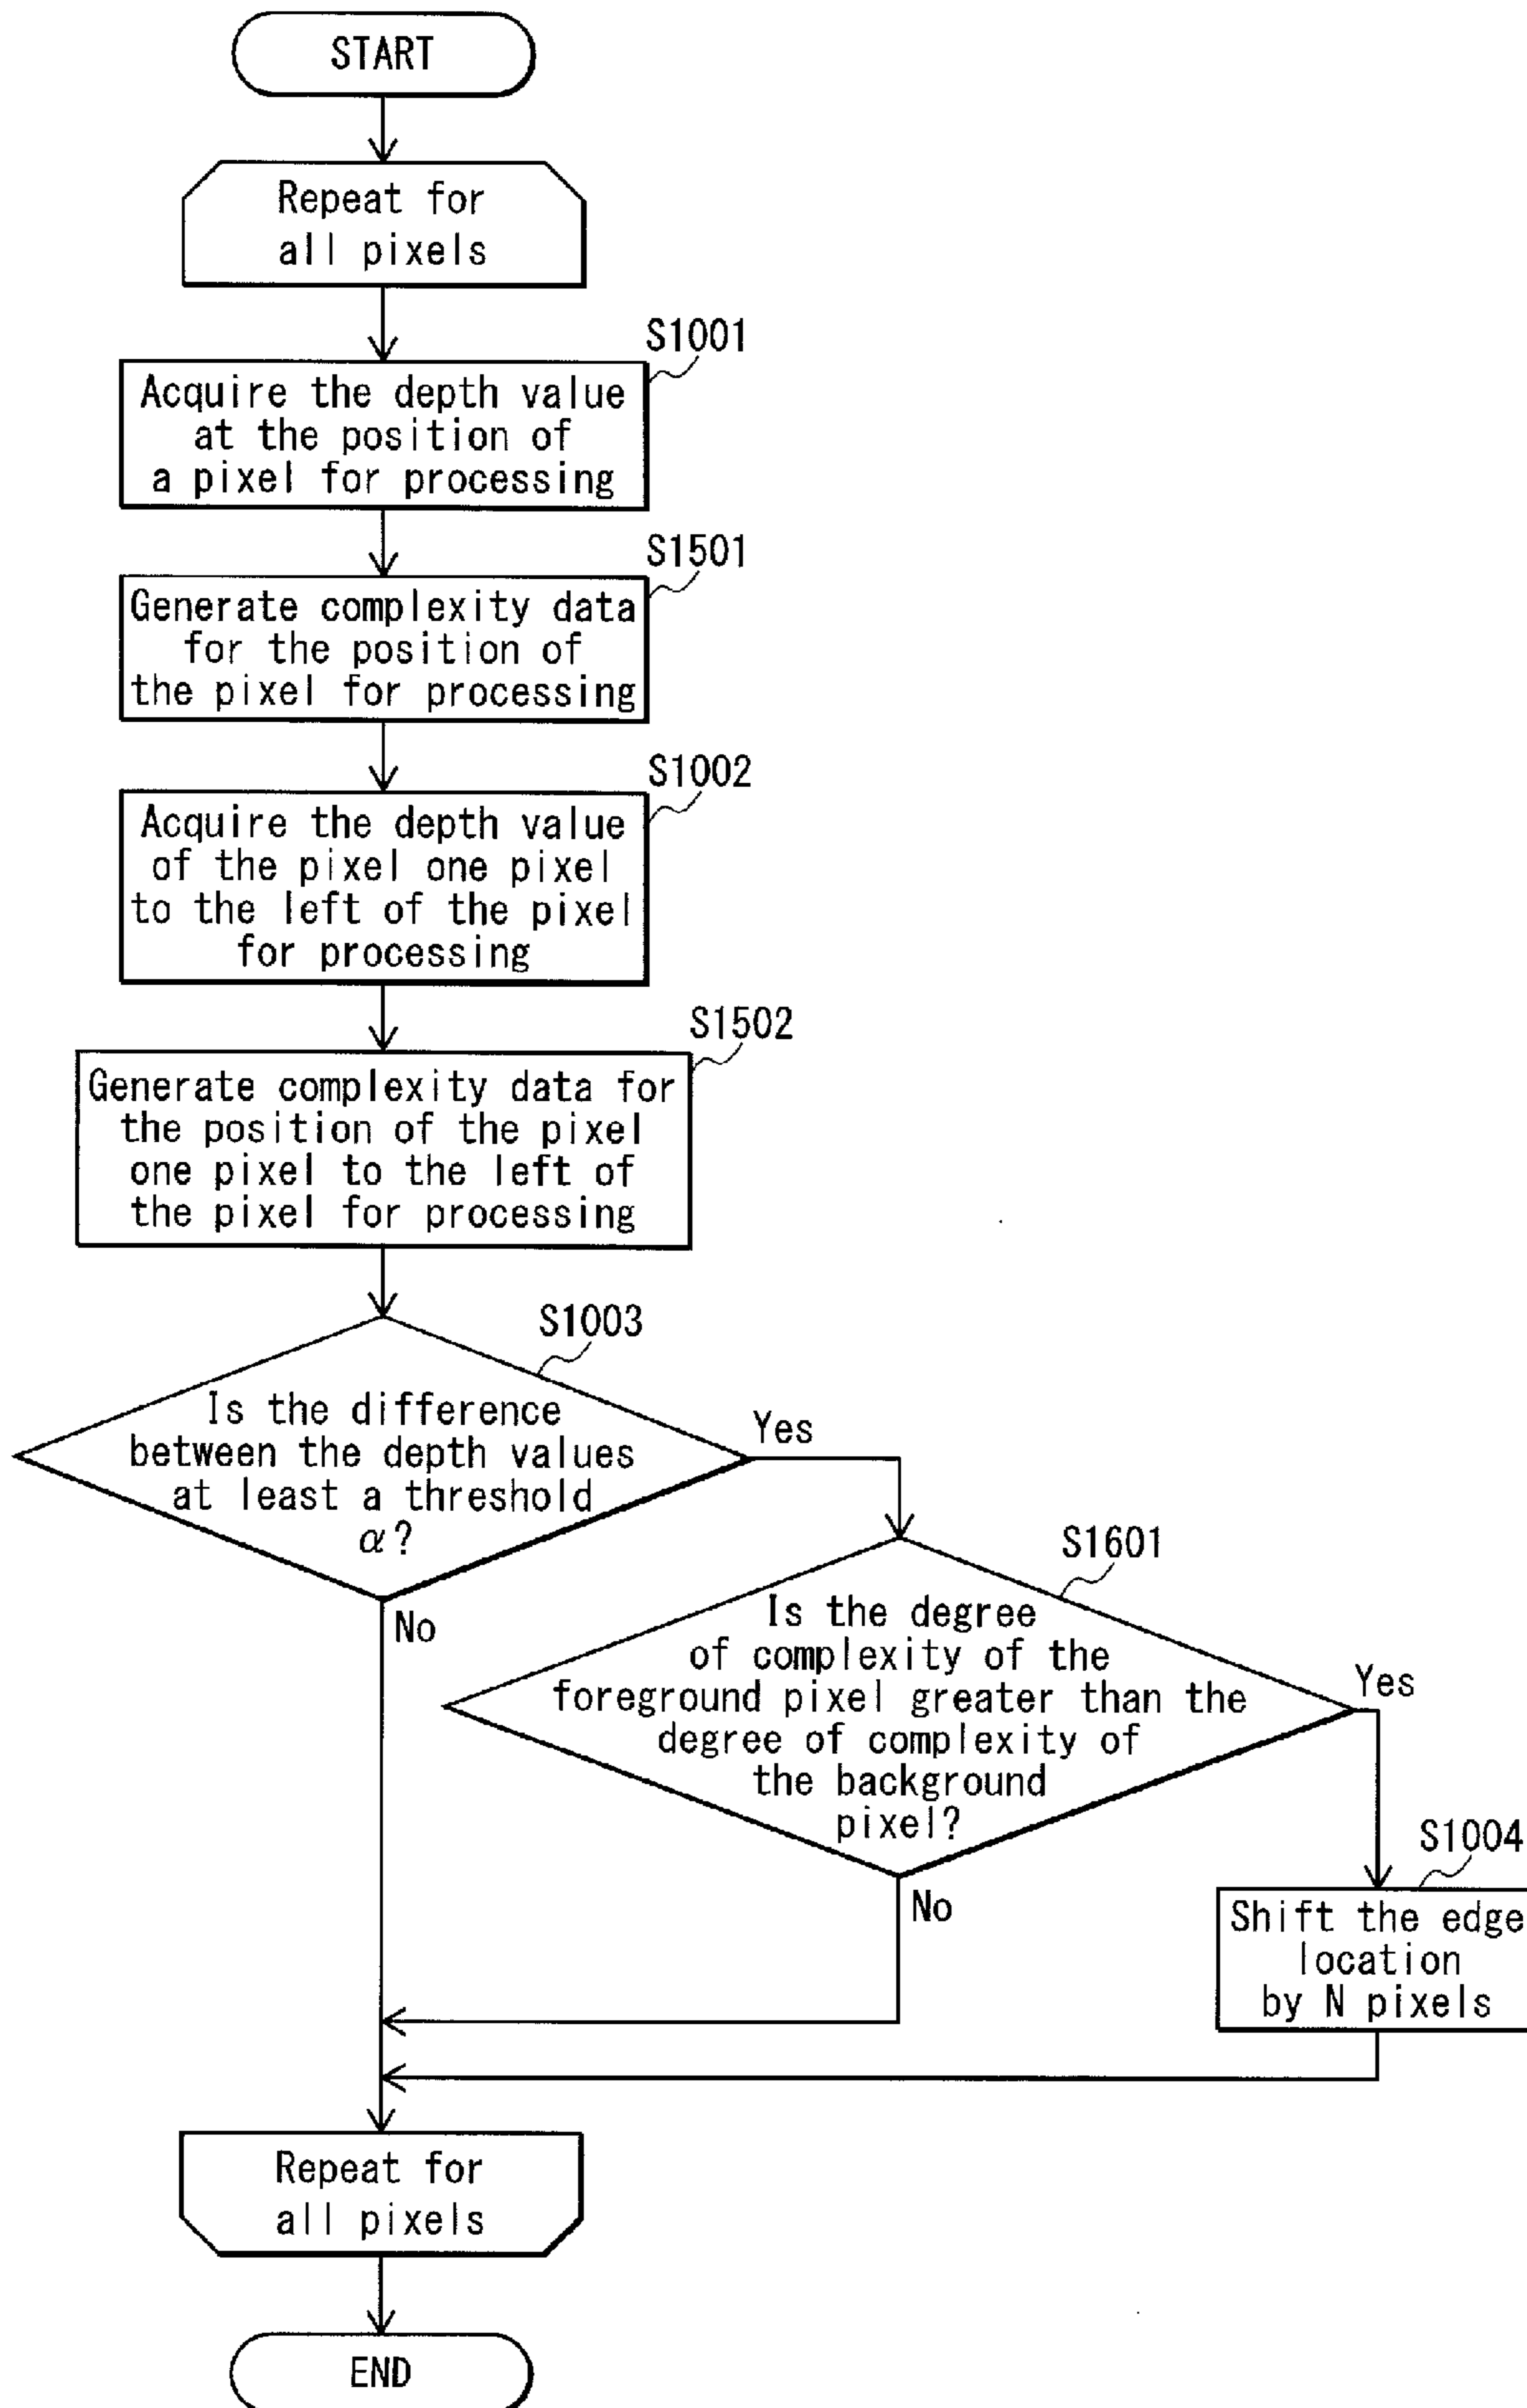 START
Repeat for
all pixels
S1001
Acquire the depth value
at the position of
a pixel for processing
S1501
Generate complexity data
for the position of
the pixel for processing
S1002
Acquire the depth value
of the pixel one pixel
to the left of the pixel
for processing
S1502
Generate complexity data for
the position of the pixel
one pixel to the left of
the pixel for processing
S1003
Is the difference
between the depth values
at least a threshold
α?
Yes
No
S1601
Is the degree
of complexity of the
foreground pixel greater than the
degree of complexity of
the background
pixel?
Yes
No
S1004
Shift the edge
location
by N pixels
Repeat for
all pixels
END